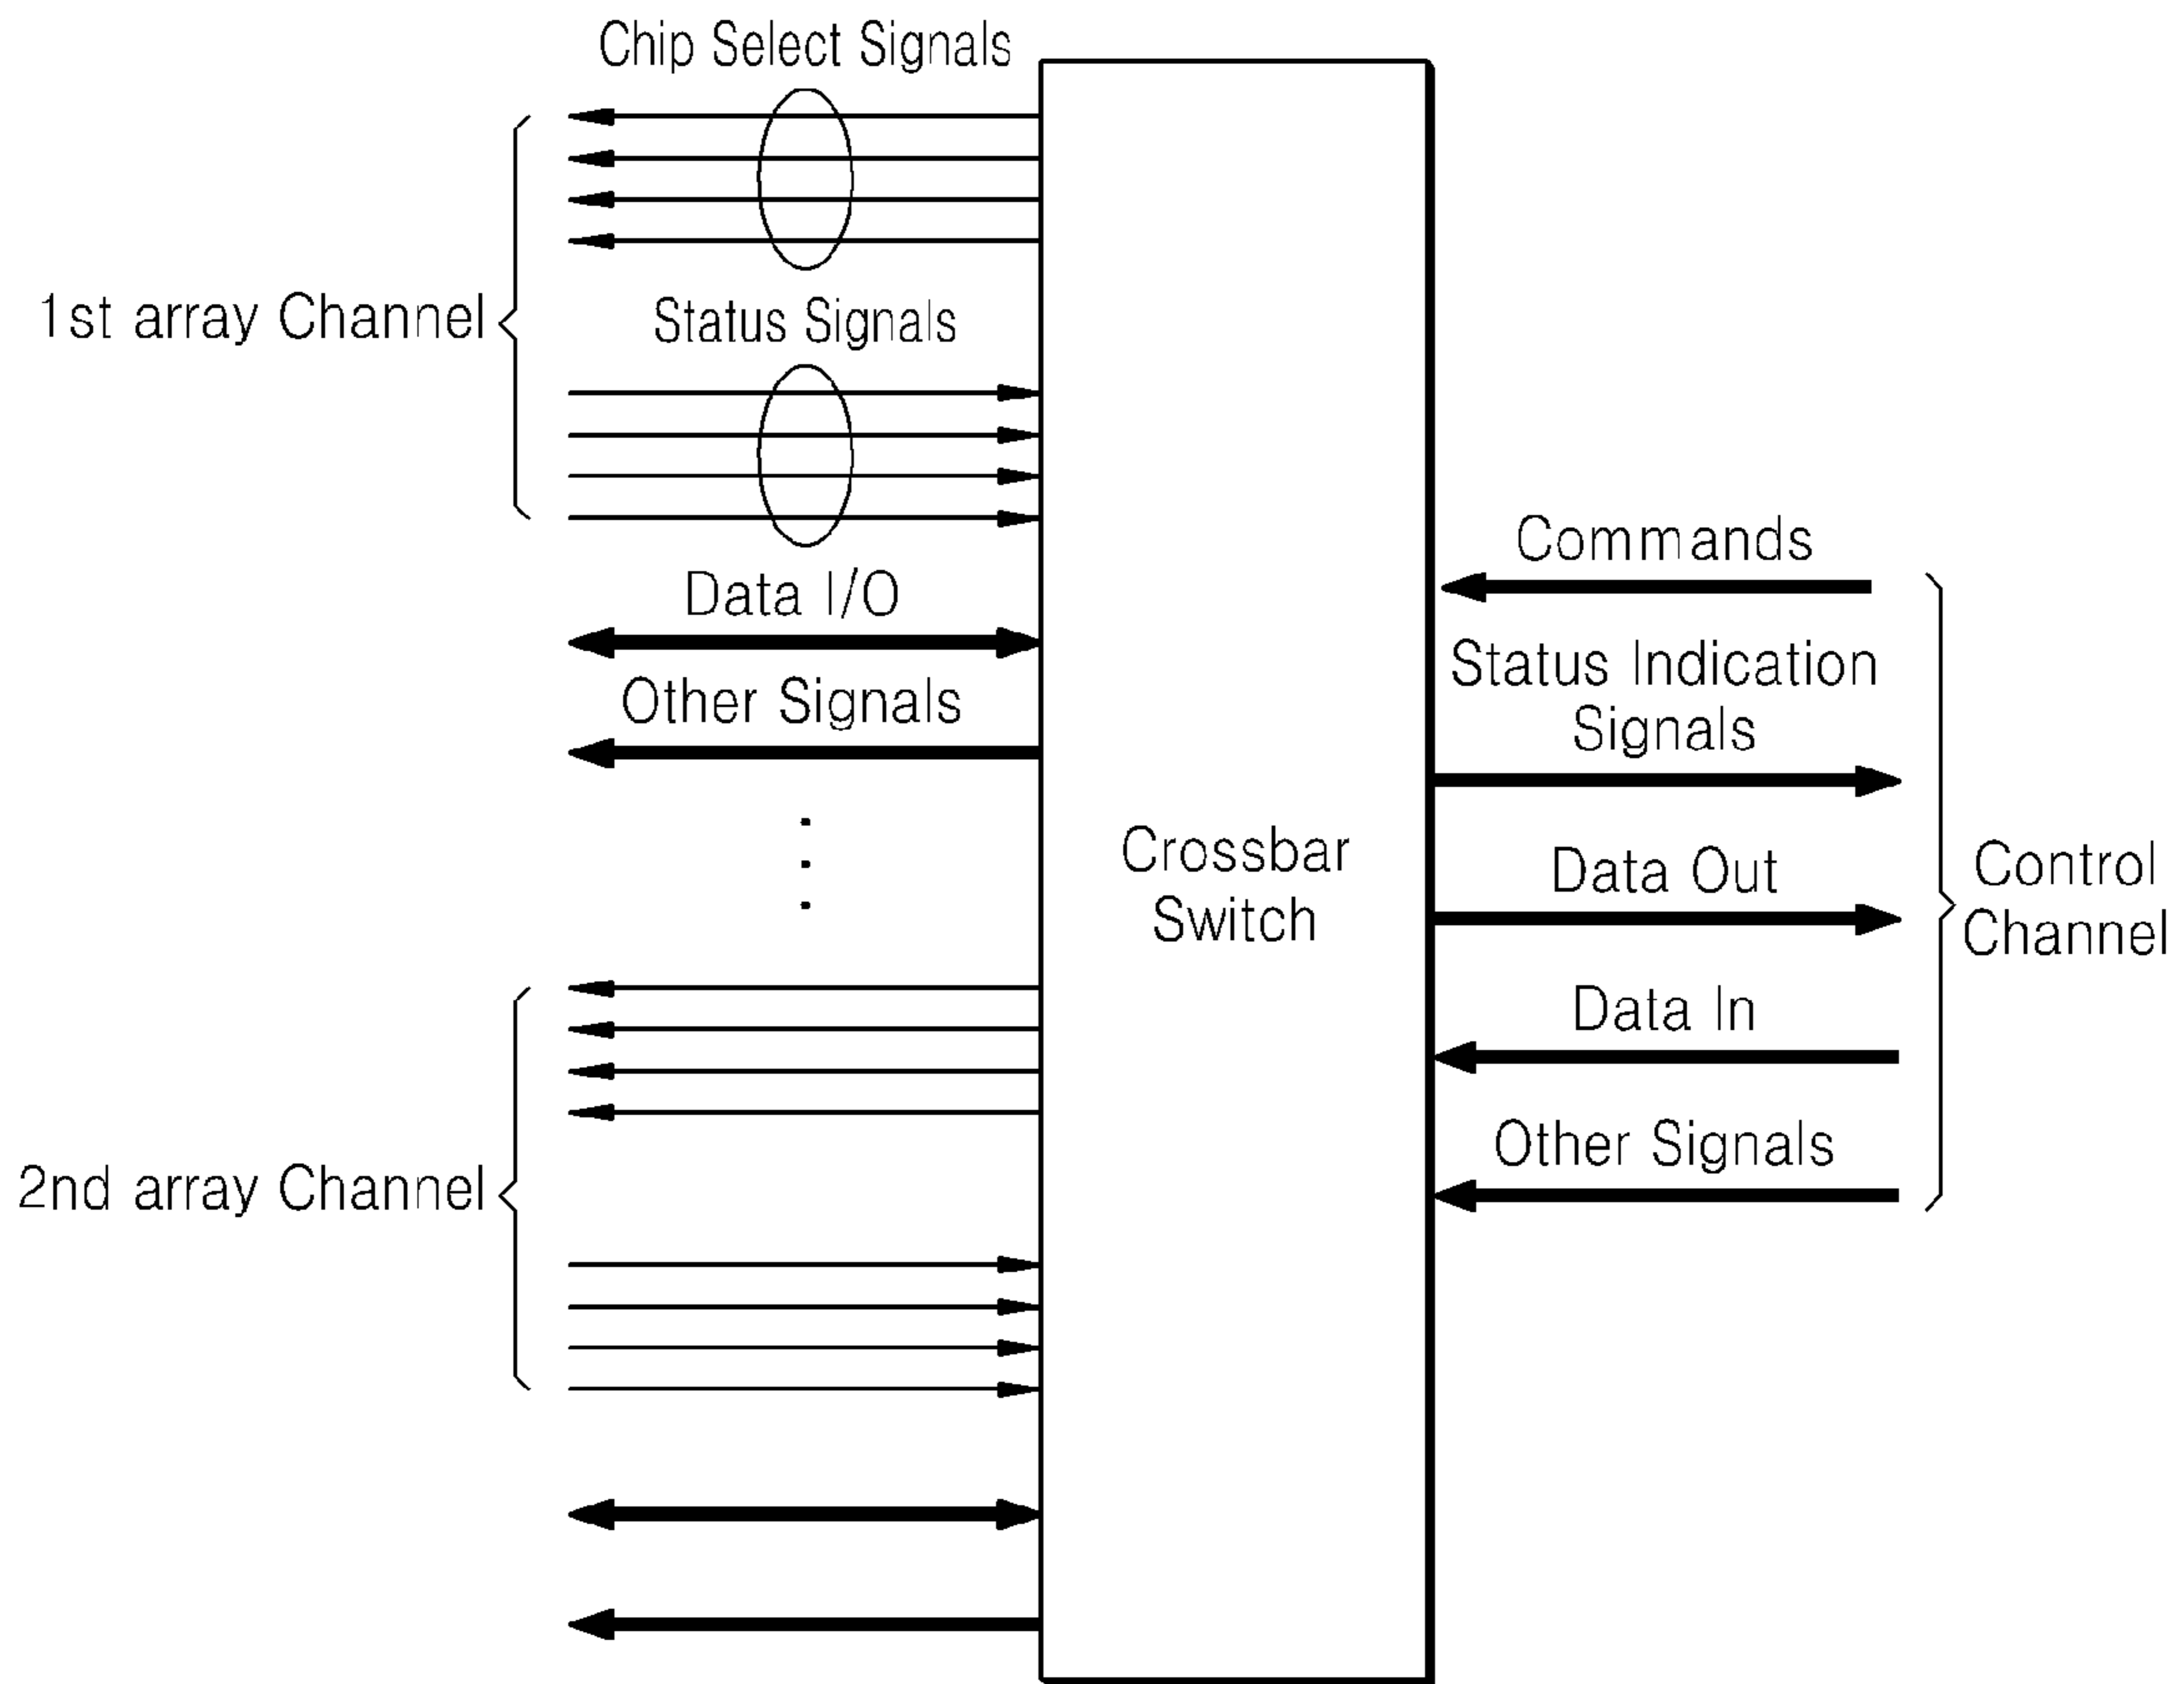 Chip Select Signals
1st array Channel
Status Signals
Data I/O
Other Signals
2nd array Channel
Crossbar
Switch
Commands
Status Indication
Signals
Data Out
Data In
Other Signals
Control
Channel